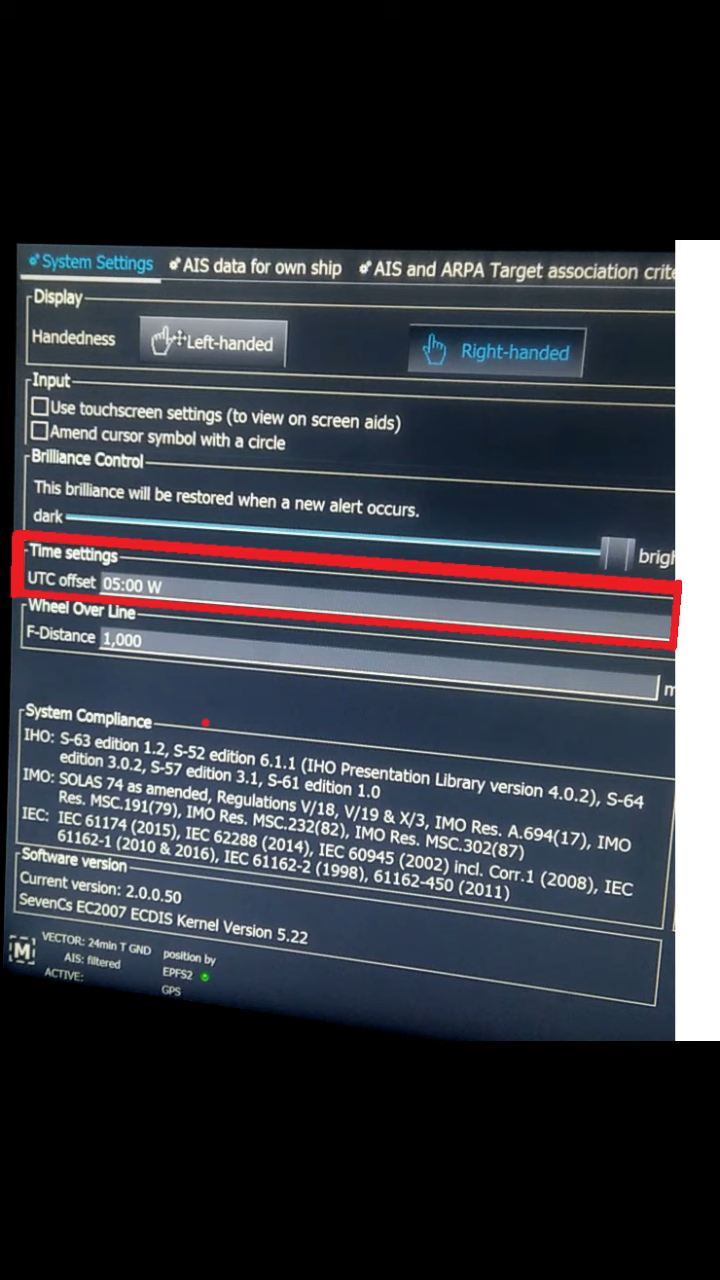 System Settings AIS data for own ship AIS and ARPA Target association crite
Display
Handedness Left-handed Right-handed
Input
Use touchscreen settings (to view on screen aids)
Amend cursor symbol with a circle
Brilliance Control
This brilliance will be restored when a new alert occurs.
dark brigh
Time settings
UTC offset 05:00 W
Wheel Over Line
F-Distance 1,000 m
System Compliance
IHO: S-63 edition 1.2, S-52 edition 6.1.1 (IHO Presentation Library version 4.0.2), S-64
edition 3.0.2, S-57 edition 3.1, S-61 edition 1.0
IMO: SOLAS 74 as amended, Regulations V/18, V/19 & X/3, IMO Res. A.694(17), IMO
Res. MSC.191(79), IMO Res. MSC.232(82), IMO Res. MSC.302(87)
IEC: IEC 61174 (2015), IEC 62288 (2014), IEC 60945 (2002) incl. Corr.1 (2008), IEC
61162-1 (2010 & 2016), IEC 61162-2 (1998), 61162-450 (2011)
Software version
Current version: 2.0.0.50
SevenCs EC2007 ECDIS Kernel Version 5.22
M
VECTOR: 24min T GND position by
AIS: filtered EPFS2
ACTIVE: GPS